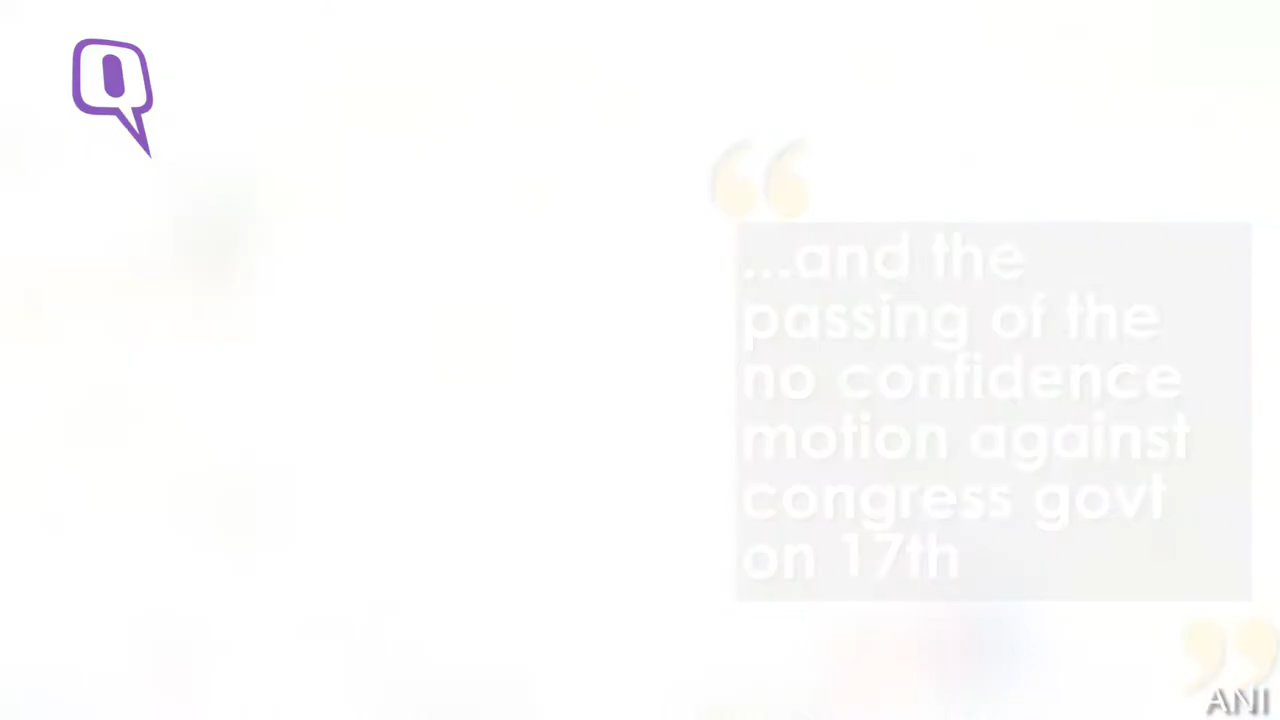 ...and the
passing of the
no confidence
motion against
congress govt
on 17th
ANI